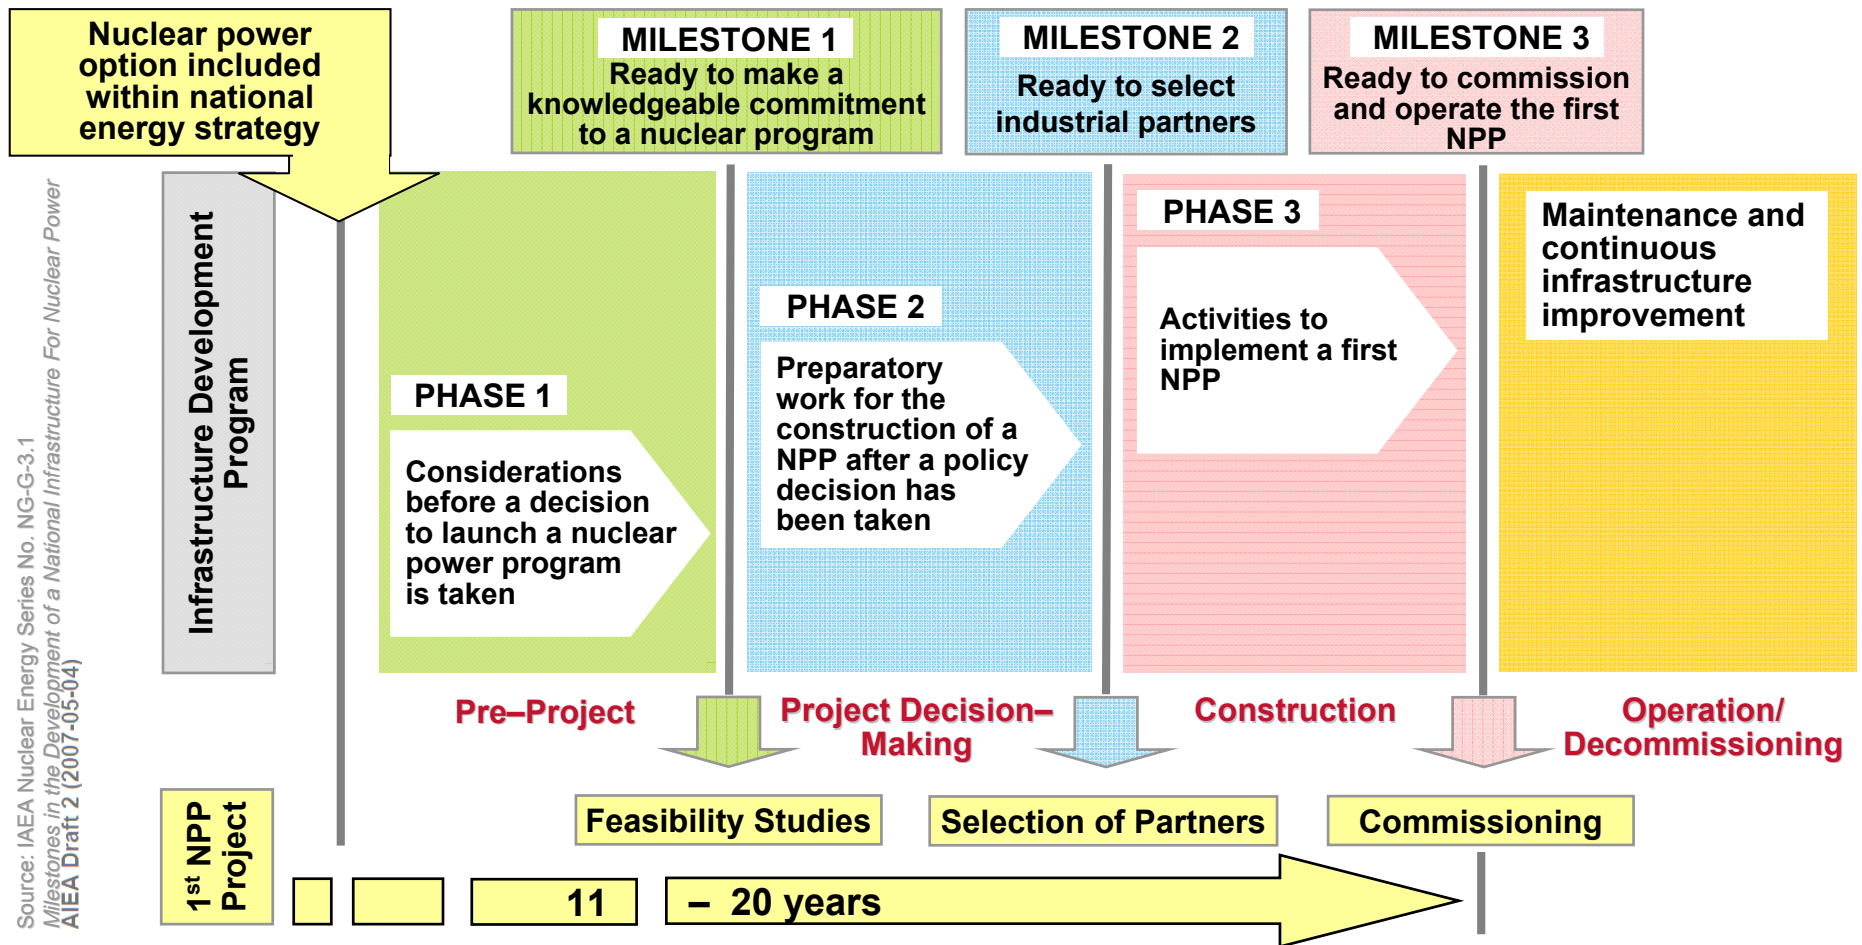 Nuclear power
option included
within national
energy strategy
MILESTONE 1
Ready to make a
knowledgeable commitment
to a nuclear program
MILESTONE 2
Ready to select
industrial partners
MILESTONE 3
Ready to commission
and operate the first
NPP
Infrastructure Development
Program
PHASE 1
Considerations
before a decision
to launch a nuclear
power program
is taken
PHASE 2
Preparatory
work for the
construction of a
NPP after a policy
decision has
been taken
PHASE 3
Activities to
implement a first
NPP
Maintenance and
continuous
infrastructure
improvement
Pre–Project
Project Decision–
Making
Construction
Operation/
Decommissioning
1st NPP
Project
Feasibility Studies
Selection of Partners
Commissioning
11 – 20 years
Source: IAEA Nuclear Energy Series No. NG-G-3.1
Milestones in the Development of a National Infrastructure For Nuclear Power
AIEA Draft 2 (2007-05-04)